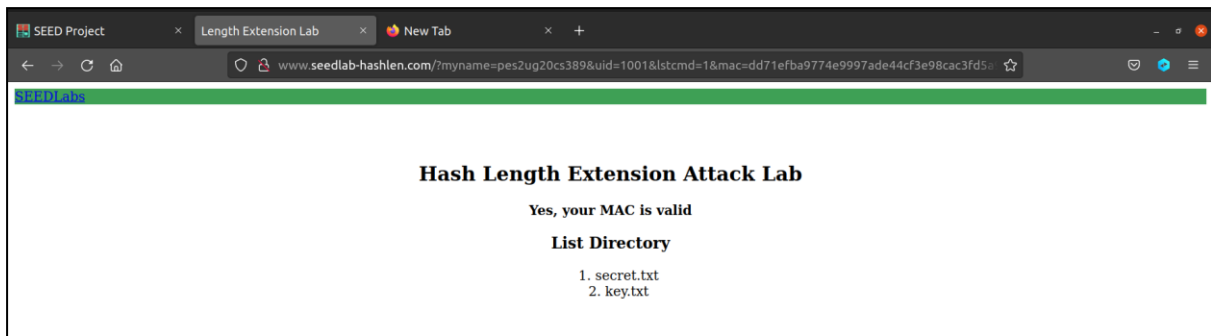 SEED Project
Length Extension Lab
New Tab
www.seedlab-hashlen.com/?myname=pes2ug20cs389&uid=1001&lstcmd=1&mac=dd71efba9774e9997ade44cf3e98cac3fd5a
SEEDLabs
Hash Length Extension Attack Lab
Yes, your MAC is valid
List Directory
1. secret.txt
2. key.txt